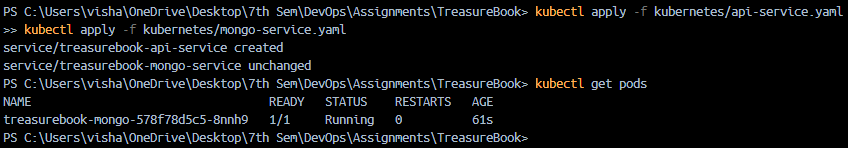 PS C:\Users\visha\OneDrive\Desktop\7th Sem\DevOps\Assignments\TreasureBook> kubectl apply -f kubernetes/api-service.yaml
>> kubectl apply -f kubernetes/mongo-service.yaml
service/treasurebook-api-service created
service/treasurebook-mongo-service unchanged
PS C:\Users\visha\OneDrive\Desktop\7th Sem\DevOps\Assignments\TreasureBook> kubectl get pods
NAME READY STATUS RESTARTS AGE
treasurebook-mongo-578f78d5c5-8nnh9 1/1 Running 0 61s
PS C:\Users\visha\OneDrive\Desktop\7th Sem\DevOps\Assignments\TreasureBook>